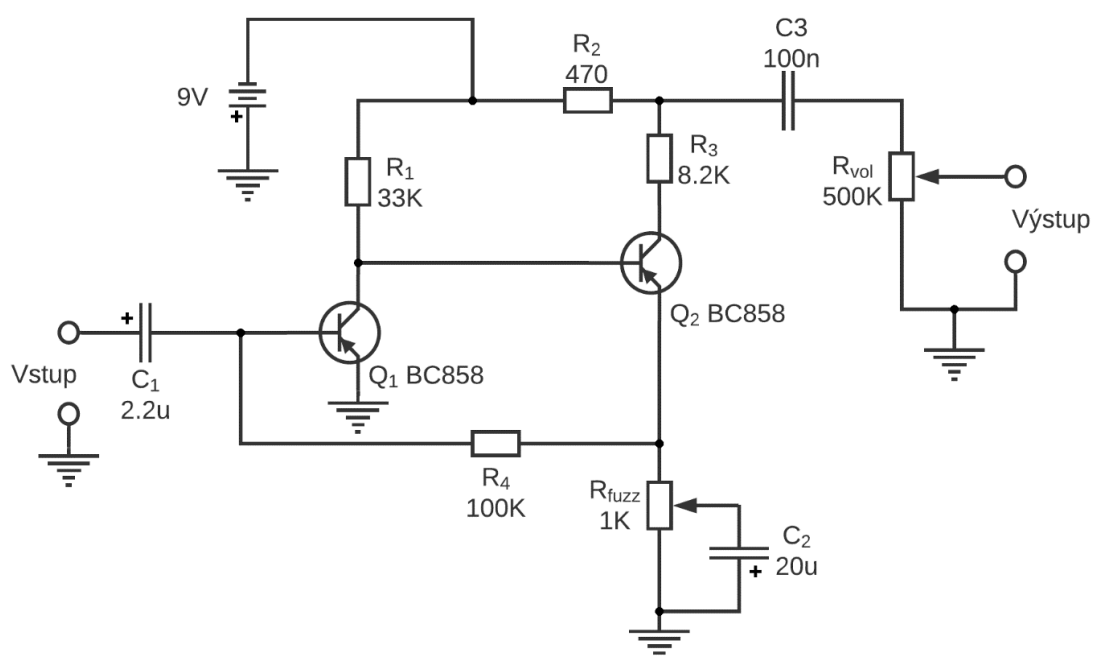 9V
+
R₂
470
C3
100n
R₁
33K
R₃
8.2K
Rvol
500K
Výstup
Q₂ BC858
+
Vstup
C₁
2.2u
Q₁ BC858
R₄
100K
Rfuzz
1K
C₂
20u
+